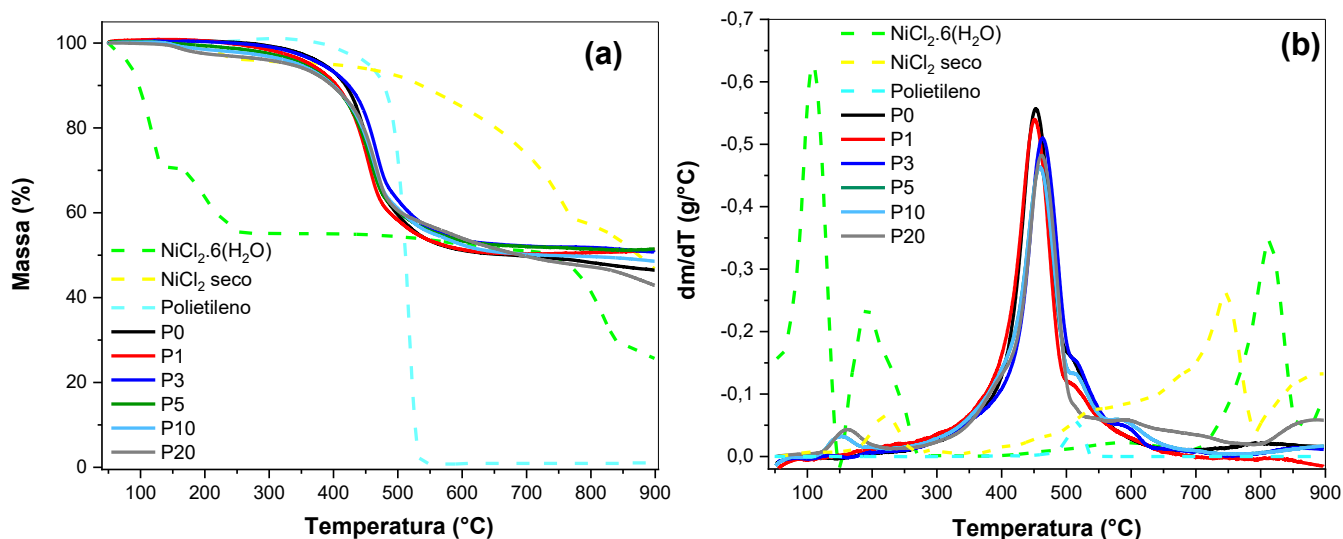 (a)
Massa (%)
100
80
60
40
20
0
NiCl₂.6(H₂O)
NiCl₂ seco
Polietileno
P0
P1
P3
P5
P10
P20
100 200 300 400 500 600 700 800 900
Temperatura (°C)
(b)
dm/dT (g/°C)
-0,7
-0,6
-0,5
-0,4
-0,3
-0,2
-0,1
0,0
NiCl₂.6(H₂O)
NiCl₂ seco
Polietileno
P0
P1
P3
P5
P10
P20
100 200 300 400 500 600 700 800 900
Temperatura (°C)